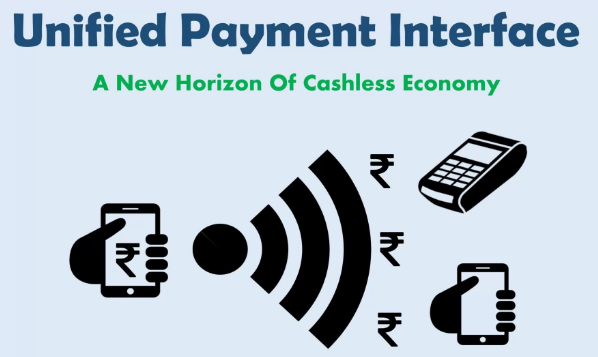 Unified Payment Interface
A New Horizon Of Cashless Economy
₹
₹
₹
₹